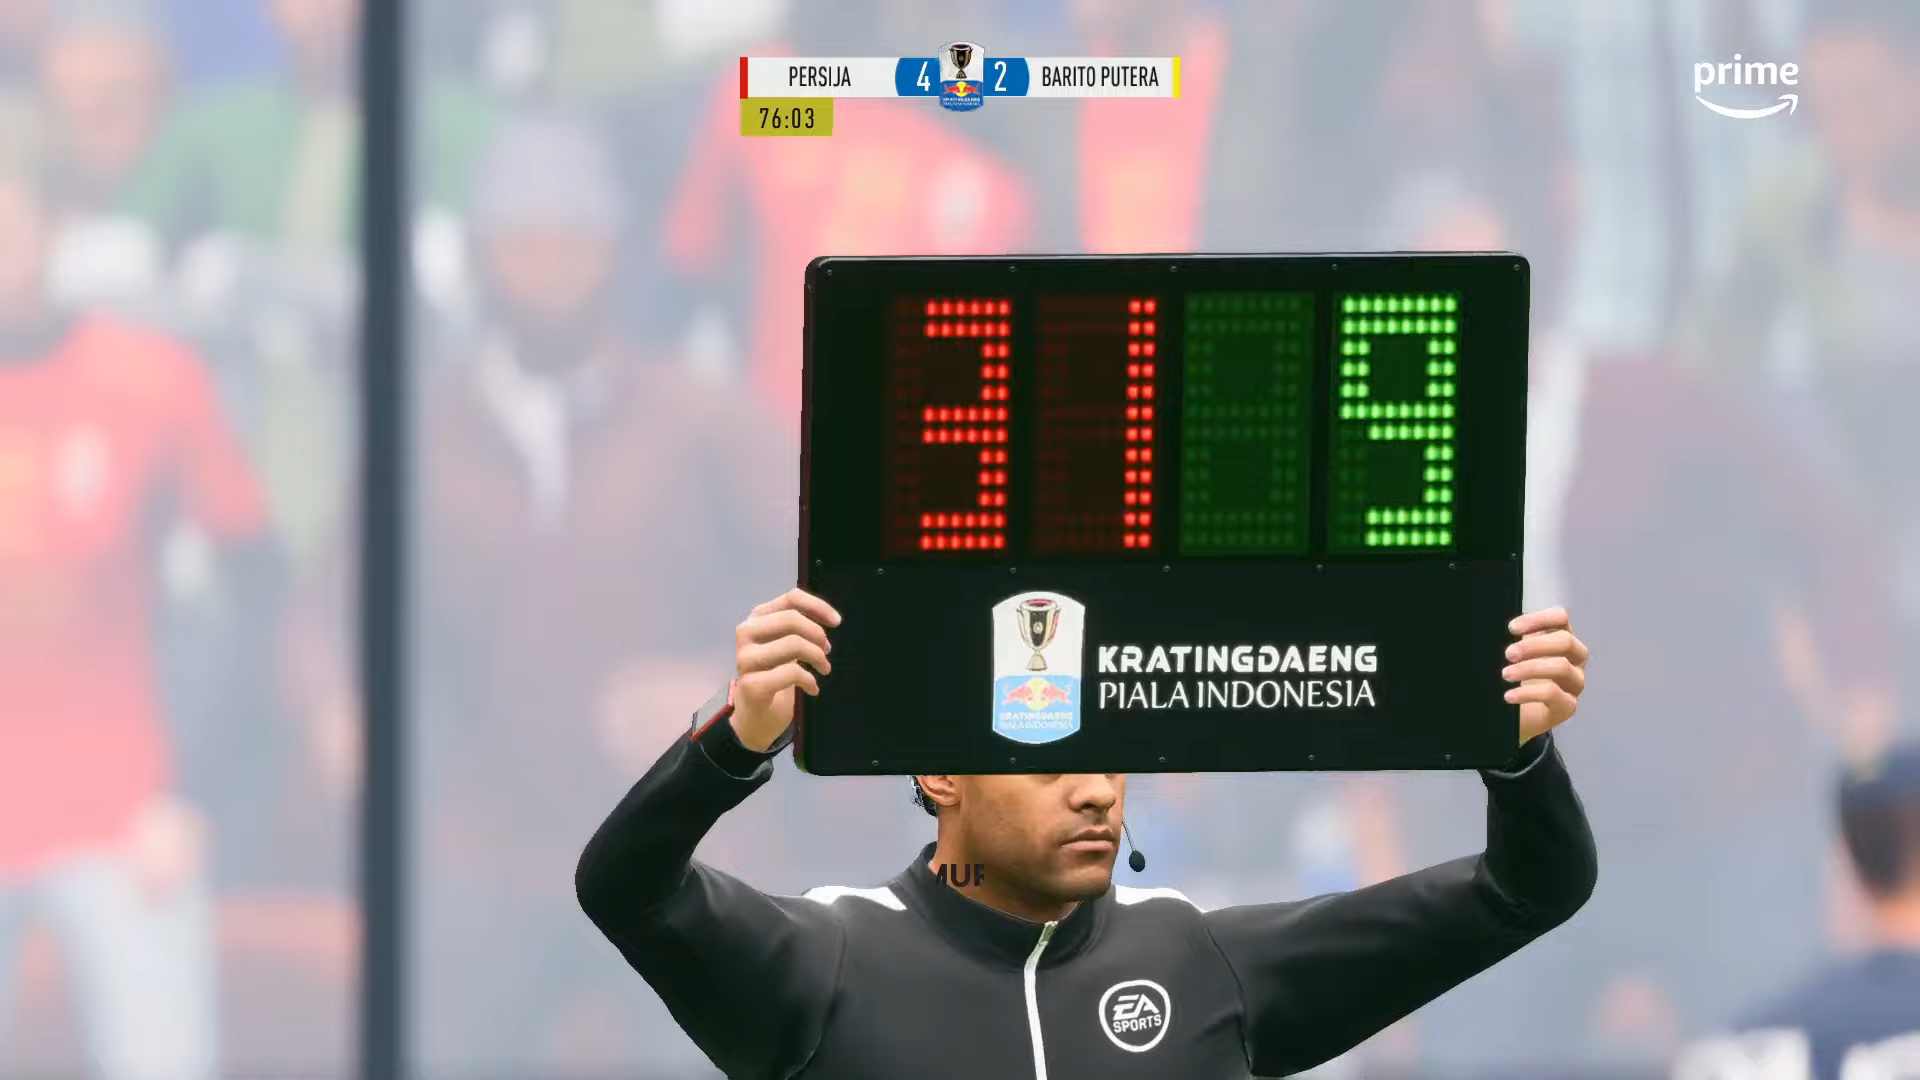 PERSIJA 4 2 BARITO PUTERA
76:03
prime
31 9
KRATINGDAENG
PIALA INDONESIA
EA
SPORTS